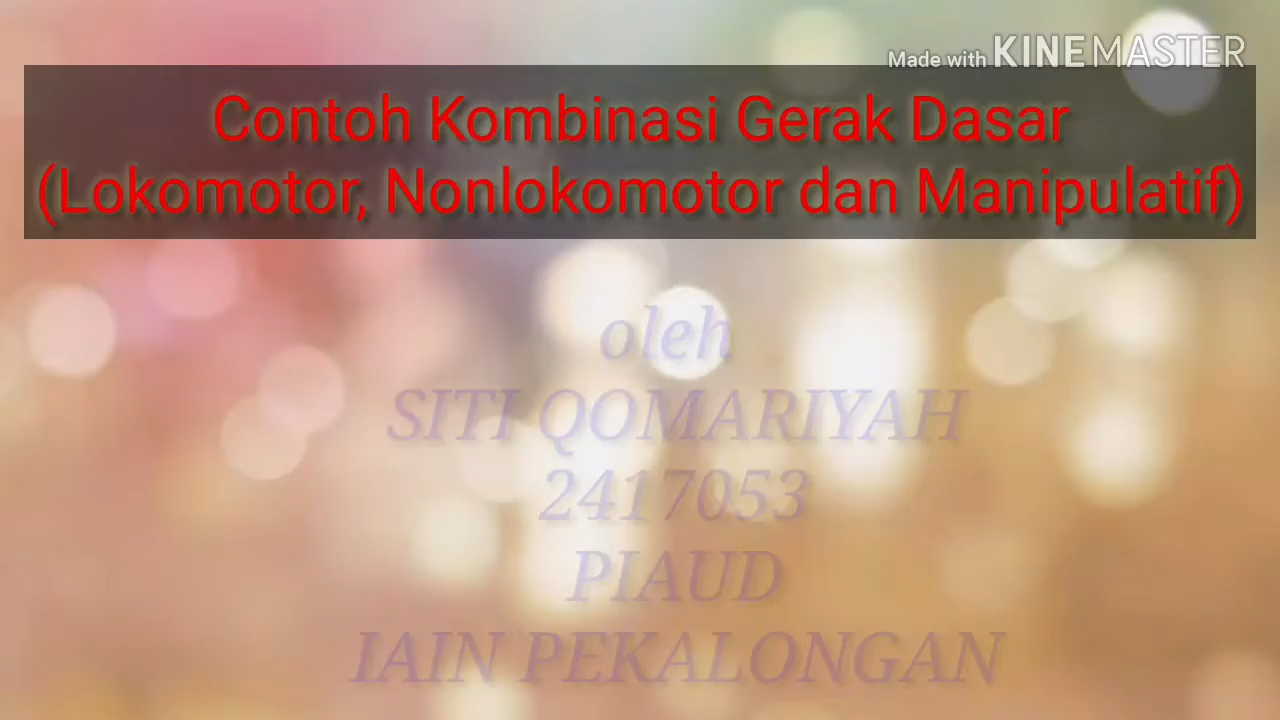 Made with KINEMASTER
Contoh Kombinasi Gerak Dasar
(Lokomotor, Nonlokomotor dan Manipulatif)
oleh
SITI QOMARIYAH
2417053
PIAUD
IAIN PEKALONGAN